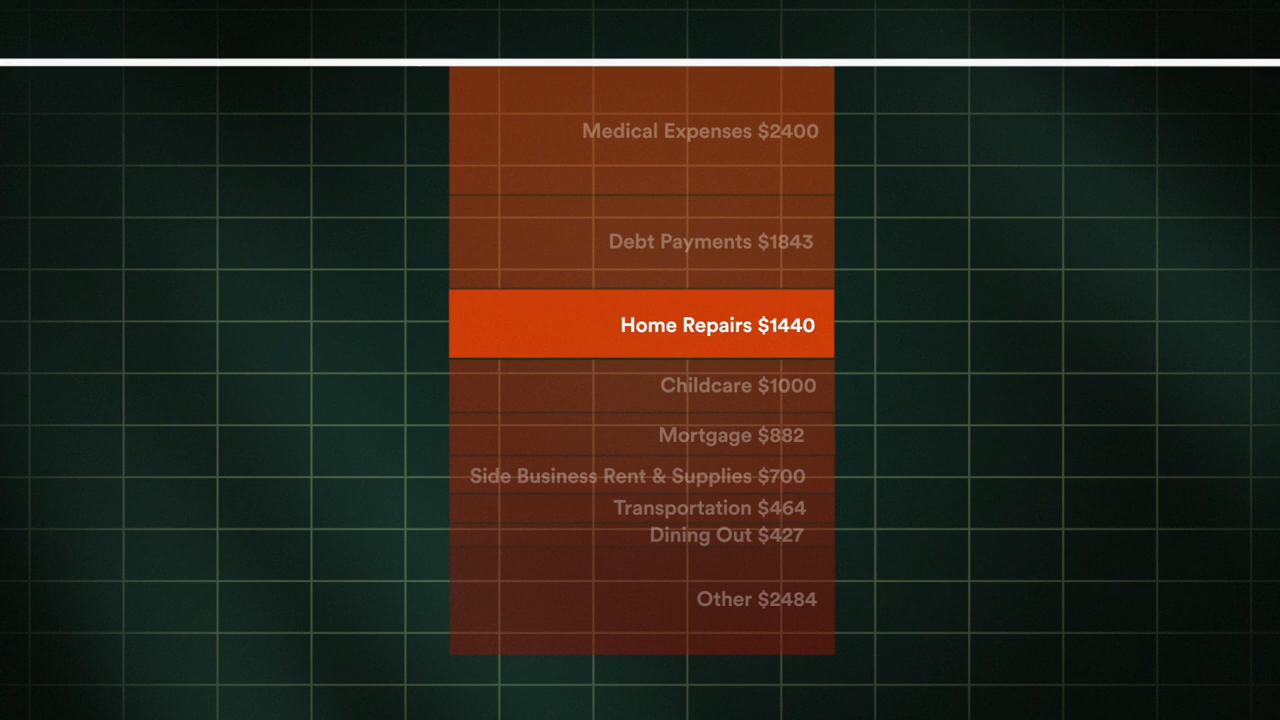 Medical Expenses $2400
Debt Payments $1843
Home Repairs $1440
Childcare $1000
Mortgage $882
Side Business Rent & Supplies $700
Transportation $464
Dining Out $427
Other $2484